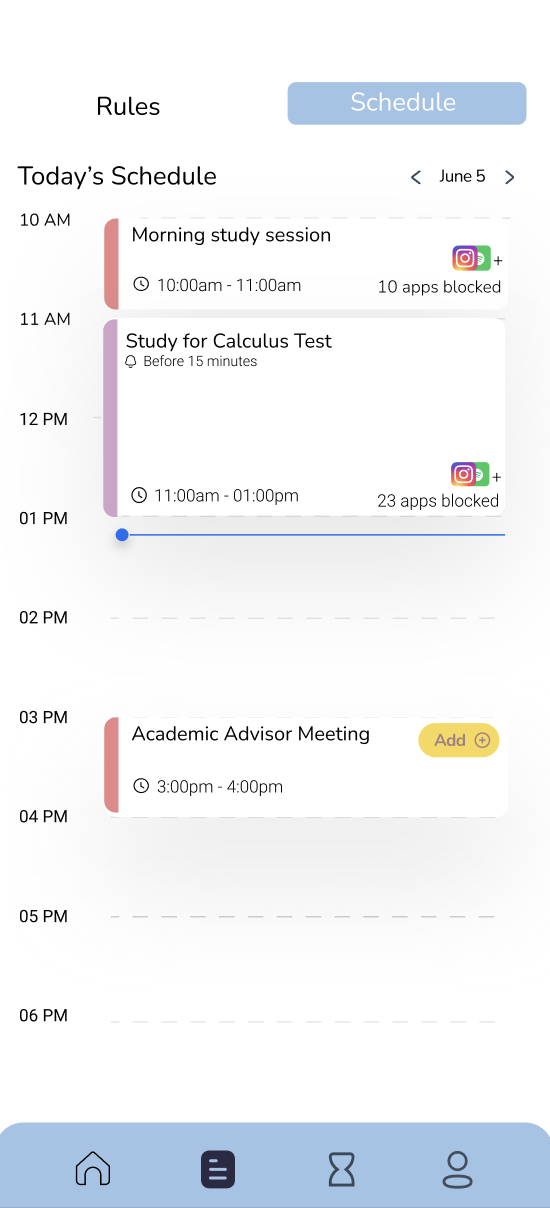 Rules
Schedule
Today’s Schedule
June 5
10 AM
Morning study session
+
10:00am - 11:00am
10 apps blocked
11 AM
Study for Calculus Test
Before 15 minutes
12 PM
+
11:00am - 01:00pm
23 apps blocked
01 PM
02 PM
03 PM
Academic Advisor Meeting
Add
3:00pm - 4:00pm
04 PM
05 PM
06 PM